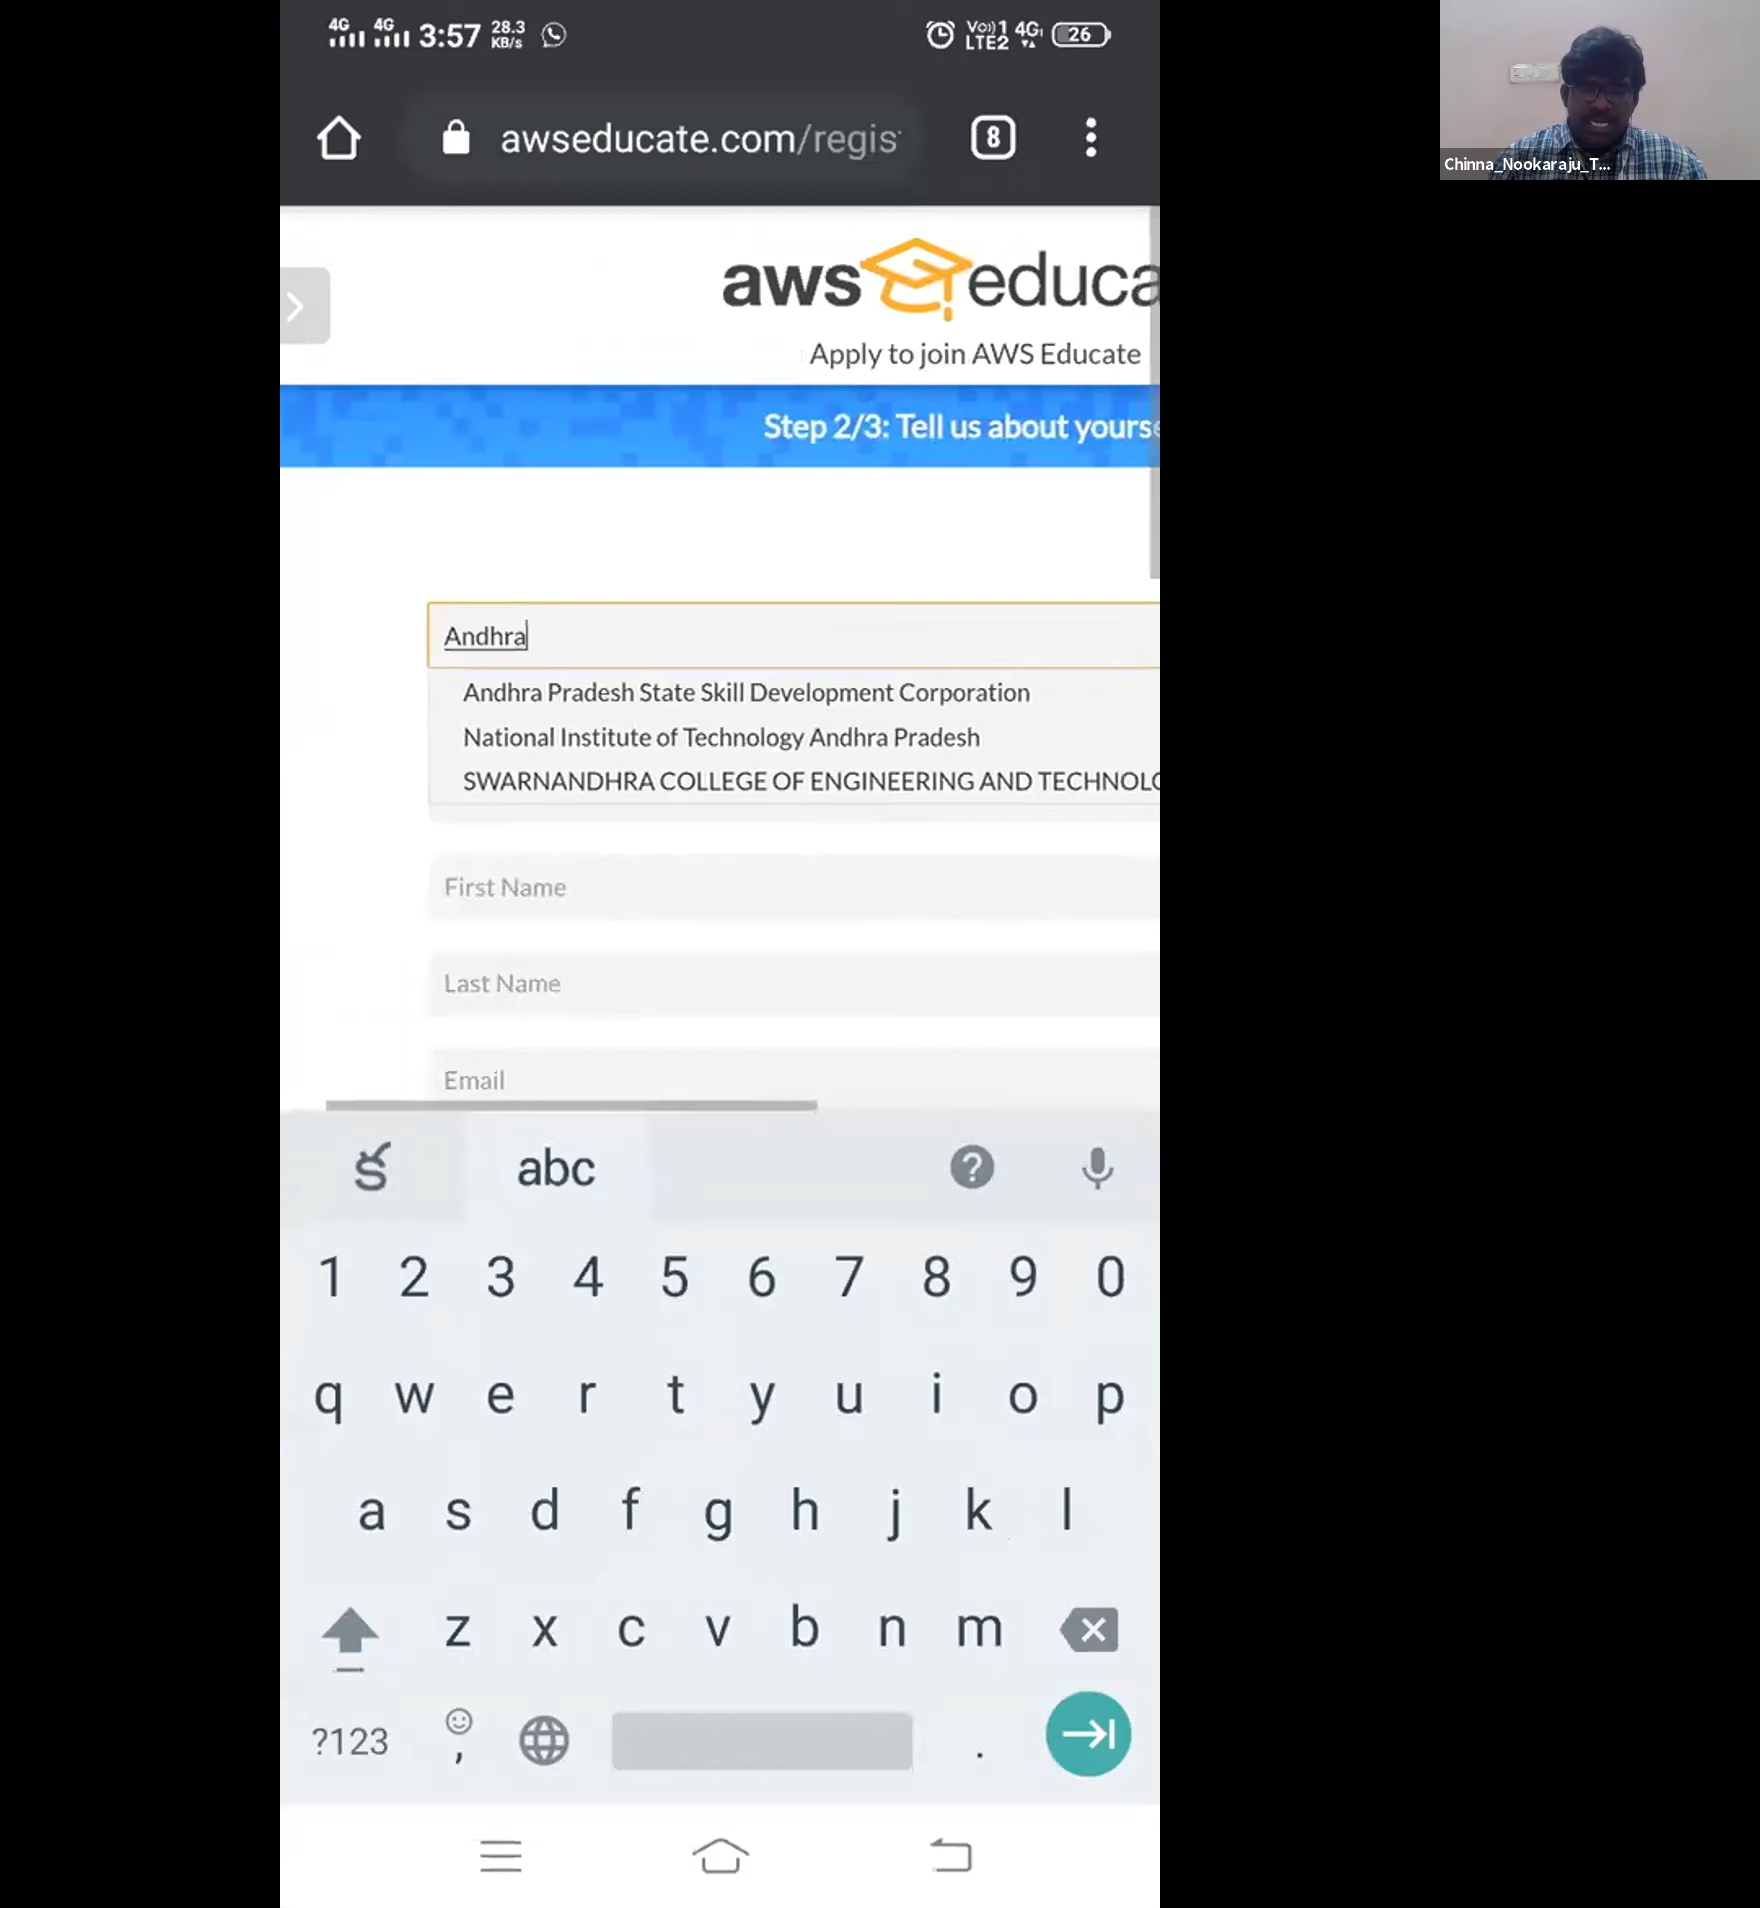 4G 4G 3:57 28.3 KB/s Vo) 1 LTE2 4G 26
awseducate.com/regis
8
aws educa
Apply to join AWS Educate
Step 2/3: Tell us about yourse
Andhra
Andhra Pradesh State Skill Development Corporation
National Institute of Technology Andhra Pradesh
SWARNANDHRA COLLEGE OF ENGINEERING AND TECHNOLO
First Name
Last Name
Email
క abc ?
1 2 3 4 5 6 7 8 9 0
q w e r t y u i o p
a s d f g h j k l
z x c v b n m
?123 , .
Chinna_Nookaraju_T...